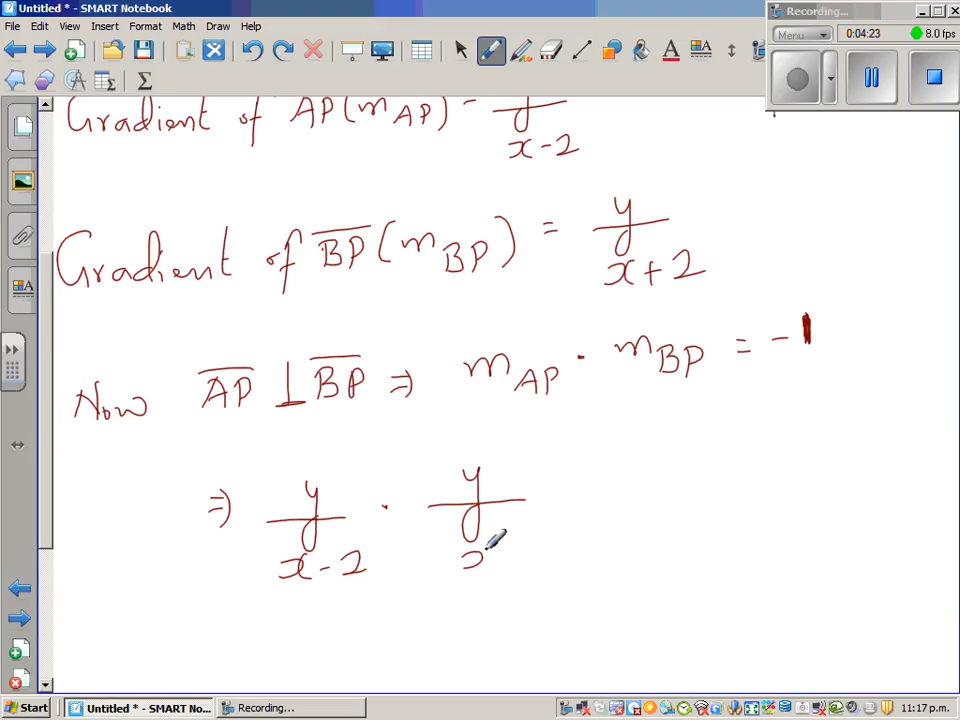 Untitled * - SMART Notebook
Recording...
File Edit View Insert Format Math Draw Help
Menu
0:04:23
8.0 fps
Gradient of AP (m_AP) = y/(x-2)
Gradient of BP (m_BP) = y/(x+2)
Now AP ⊥ BP ⇒ m_AP · m_BP = -1
⇒ y/(x-2) · y/x
Start
Untitled * - SMART No...
Recording...
11:17 p.m.